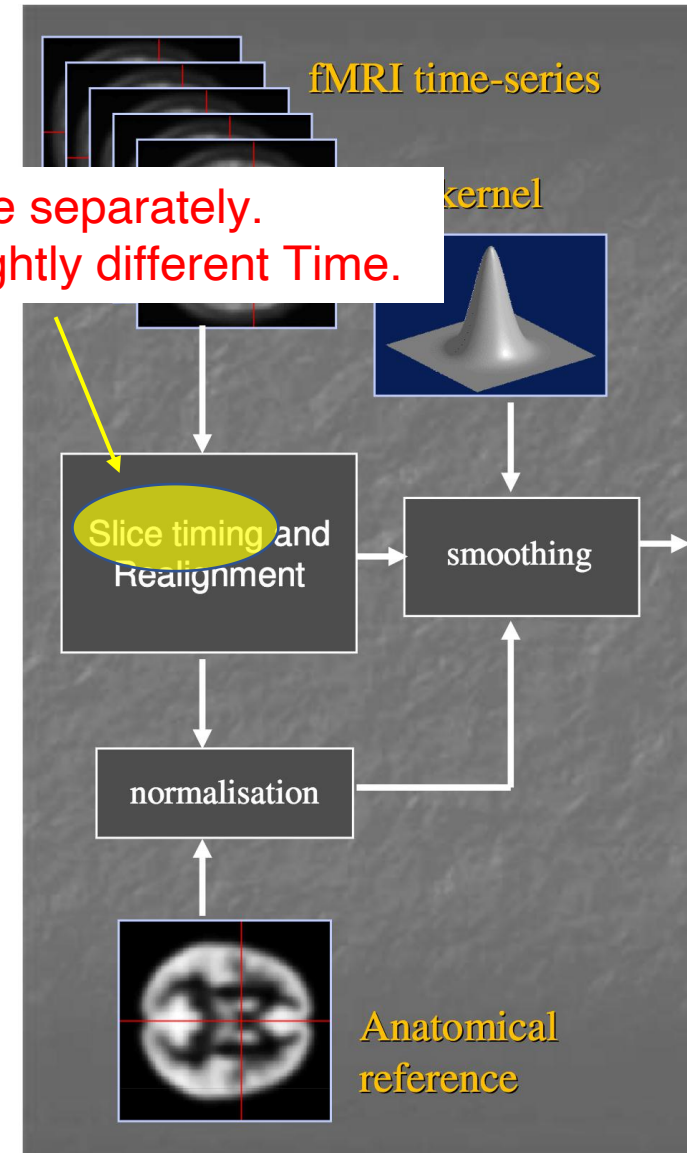 fMRI time-series
e separately.
kernel
ghtly different Time.
Slice timing and
Realignment
smoothing
normalisation
Anatomical
reference